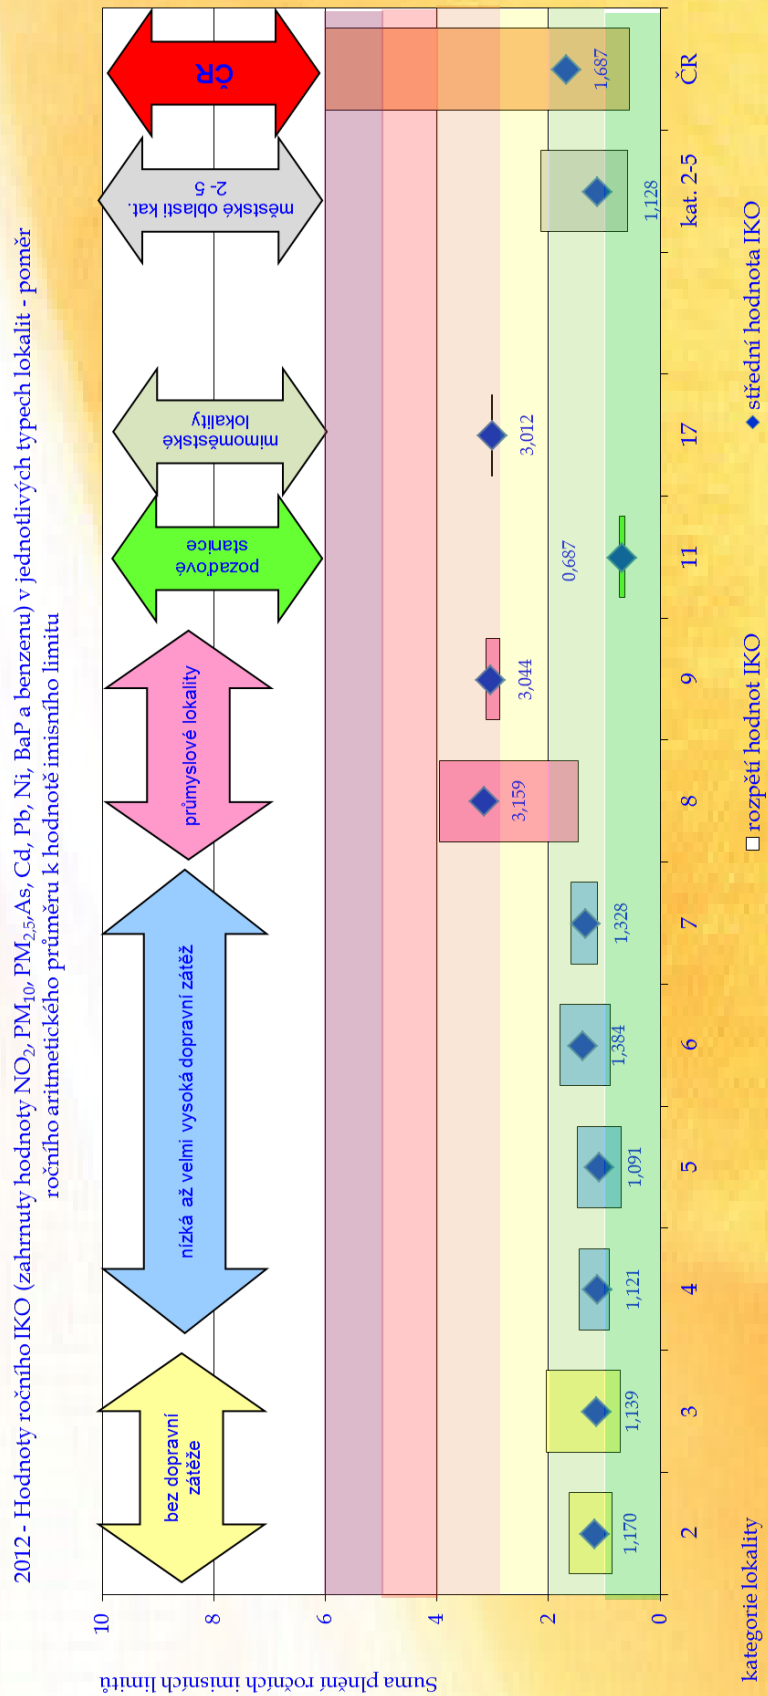 2012 - Hodnoty ročního IKO (zahrnuty hodnoty NO2, PM10, PM2,5,As, Cd, Pb, Ni, BaP a benzenu) v jednotlivých typech lokalit - poměr
ročního aritmetického průměru k hodnotě imisního limitu
Suma plnění ročních imisních limitů
10
8
6
4
2
0
bez dopravní
zátěže
nízká až velmi vysoká dopravní zátěž
průmyslové lokality
pozaďové
stanice
mimoměstské
lokality
městské oblasti kat.
2- 5
ČR
1,170
1,139
1,121
1,091
1,384
1,328
3,159
3,044
0,687
3,012
1,128
1,687
2
3
4
5
6
7
8
9
11
17
kat. 2-5
ČR
kategorie lokality
rozpětí hodnot IKO
střední hodnota IKO